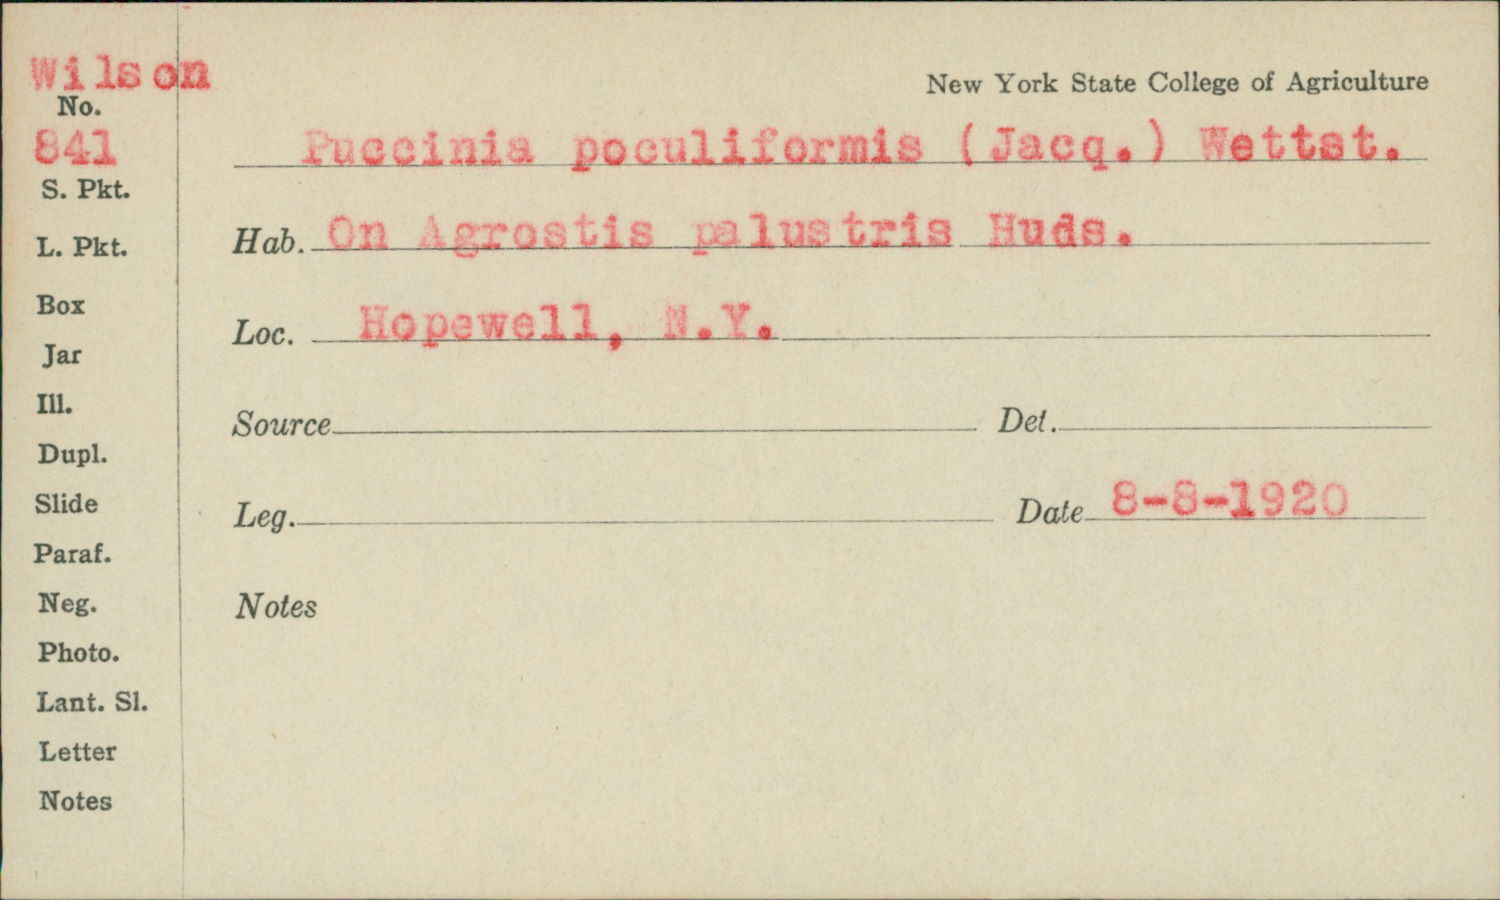 Wilson
No.
841
S. Pkt.
L. Pkt.
Box
Jar
Ill.
Dupl.
Slide
Paraf.
Neg.
Photo.
Lant. Sl.
Letter
Notes
New York State College of Agriculture
Puccinia poculiformis (Jacq.) Wettst.
Hab. On Agrostis palustris Huds.
Loc. Hopewell, N.Y.
Source Det.
Leg. Date 8-8-1920
Notes